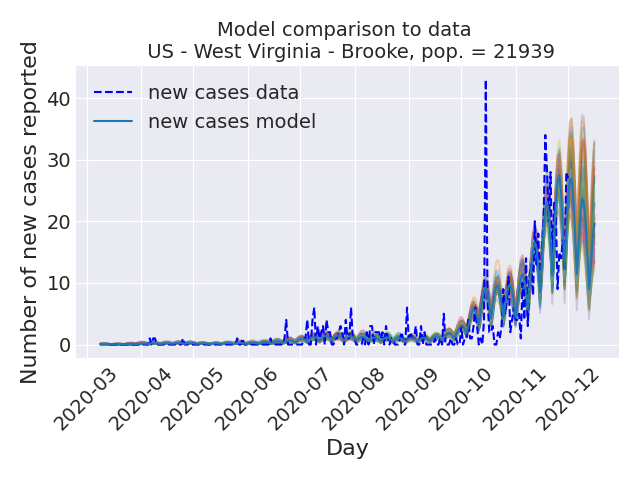 Model comparison to data
US - West Virginia - Brooke, pop. = 21939
Number of new cases reported
40
30
20
10
0
new cases data
new cases model
2020-03
2020-04
2020-05
2020-06
2020-07
2020-08
2020-09
2020-10
2020-11
2020-12
Day